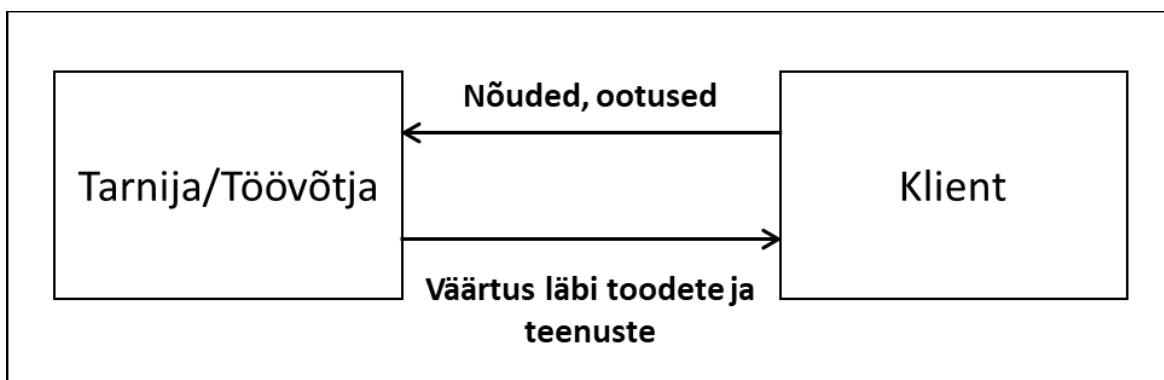 Nõuded, ootused
Tarnija/Töövõtja
Klient
Väärtus läbi toodete ja
teenuste